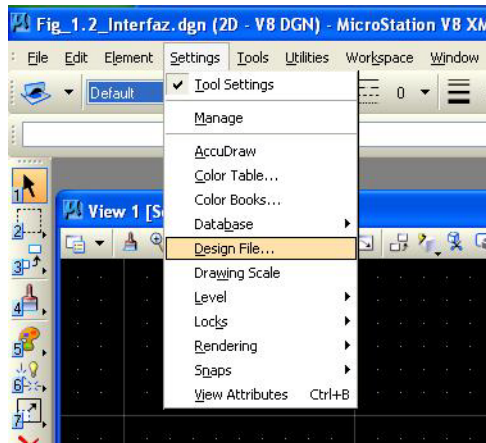 Fig_1.2_Interfaz.dgn (2D - V8 DGN) - MicroStation V8 XM
File Edit Element Settings Tools Utilities Workspace Window
Default
0
Tool Settings
Manage
AccuDraw
Color Table...
Color Books...
Database
Design File...
Drawing Scale
Level
Locks
Rendering
Snaps
View Attributes Ctrl+B
View 1
1
2
3
4
5
6
7